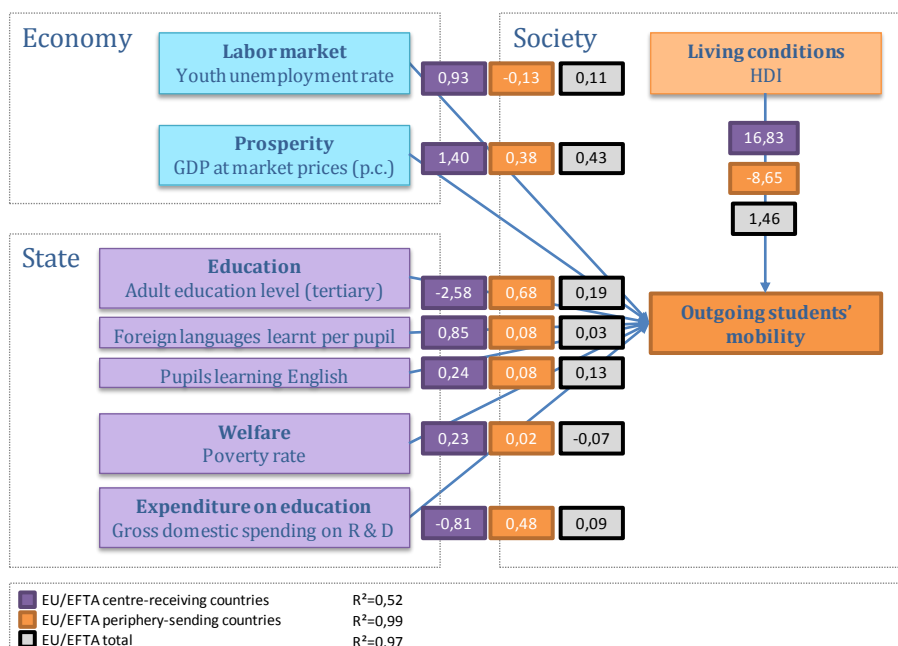 Economy
Labor market
Youth unemployment rate
0,93
-0,13
0,11
Prosperity
GDP at market prices (p.c.)
1,40
0,38
0,43
Society
Living conditions
HDI
16,83
-8,65
1,46
State
Education
Adult education level (tertiary)
-2,58
0,68
0,19
Foreign languages learnt per pupil
0,85
0,08
0,03
Pupils learning English
0,24
0,08
0,13
Welfare
Poverty rate
0,23
0,02
-0,07
Expenditure on education
Gross domestic spending on R & D
-0,81
0,48
0,09
Outgoing students'
mobility
EU/EFTA centre-receiving countries R²=0,52
EU/EFTA periphery-sending countries R²=0,99
EU/EFTA total R²=0,97